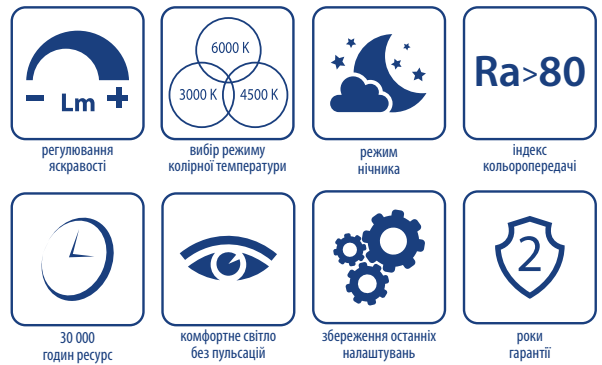 - Lm +
6000 K
3000 K
4500 K
Ra>80
регулювання
яскравості
вибір режиму
колірної температури
режим
нічника
індекс
кольоропередачі
2
30 000
годин ресурс
комфортне світло
без пульсацій
збереження останніх
налаштувань
роки
гарантії